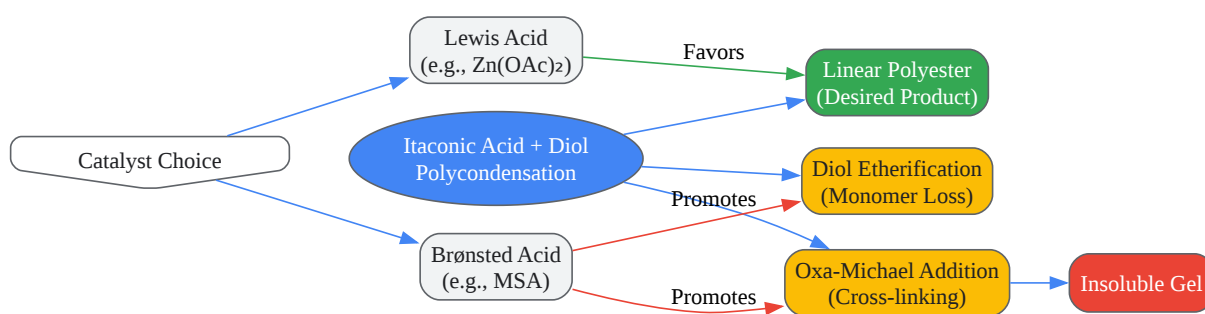 Lewis Acid
(e.g., Zn(OAc)₂)
Favors
Linear Polyester
(Desired Product)
Catalyst Choice
Itaconic Acid + Diol
Polycondensation
Diol Etherification
(Monomer Loss)
Promotes
Brønsted Acid
(e.g., MSA)
Promotes
Oxa-Michael Addition
(Cross-linking)
Insoluble Gel